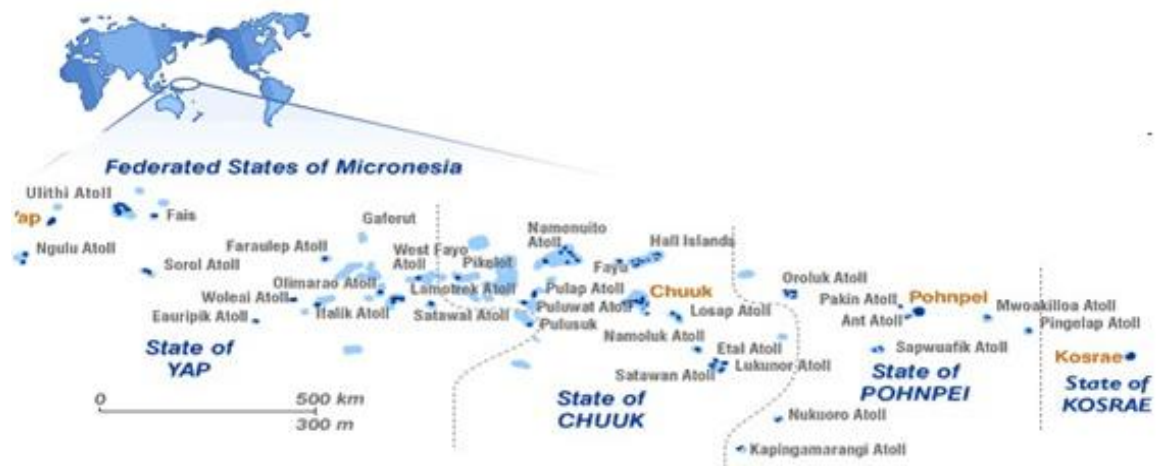 Federated States of Micronesia
Ulithi Atoll
Yap
Fais
Ngulu Atoll
Sorol Atoll
Gaferut
Faraulep Atoll
West Fayo
Atoll
Pikelot
Namonuito
Atoll
Hall Islands
Fayu
Olimarao Atoll
Lamotrek Atoll
Pulap Atoll
Chuuk
Oroluk Atoll
Woleai Atoll
Ifalik Atoll
Satawal Atoll
Puluwat Atoll
Pulusuk
Losap Atoll
Pakin Atoll
Pohnpei
Mwoakilloa Atoll
Eauripik Atoll
Ant Atoll
Pingelap Atoll
Namoluk Atoll
Etal Atoll
Sapwuafik Atoll
Kosrae
State of
YAP
Satawan Atoll
Lukunor Atoll
State of
POHNPEI
State of
KOSRAE
0
500 km
300 m
State of
CHUUK
Nukuoro Atoll
Kapingamarangi Atoll